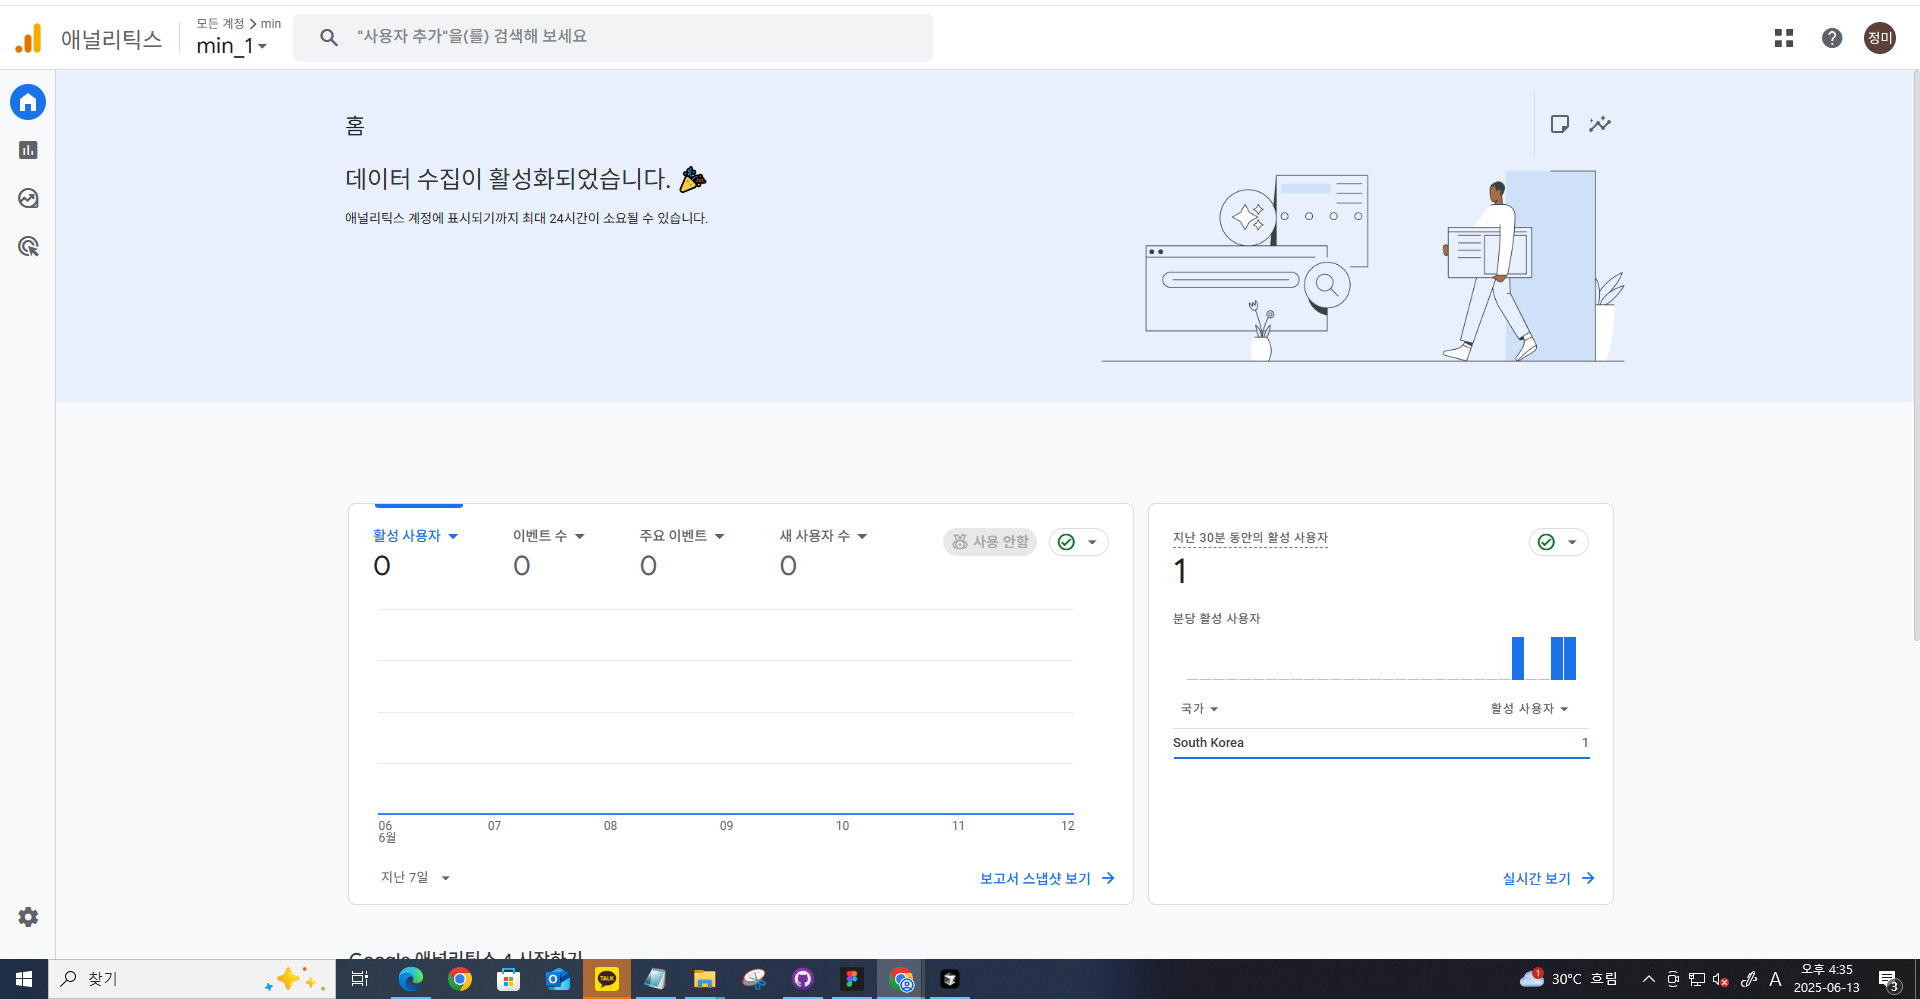 애널리틱스
모든 계정 > min
min_1
"사용자 추가"을(를) 검색해 보세요
정미
홈
데이터 수집이 활성화되었습니다.
애널리틱스 계정에 표시되기까지 최대 24시간이 소요될 수 있습니다.
활성 사용자
0
이벤트 수
0
주요 이벤트
0
새 사용자 수
0
사용 안함
06
6월
07
08
09
10
11
12
지난 7일
보고서 스냅샷 보기
지난 30분 동안의 활성 사용자
1
분당 활성 사용자
국가
활성 사용자
South Korea
1
실시간 보기
Google 애널리틱스 4 시작하기
찾기
TALK
1
30°C 흐림
A
오후 4:35
2025-06-13
3